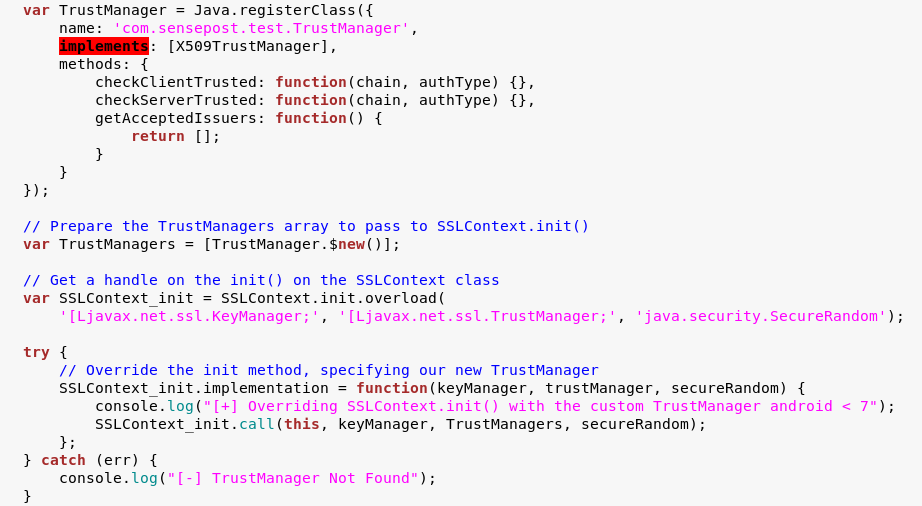 var TrustManager = Java.registerClass({
    name: 'com.sensepost.test.TrustManager',
    implements: [X509TrustManager],
    methods: {
        checkClientTrusted: function(chain, authType) {},
        checkServerTrusted: function(chain, authType) {},
        getAcceptedIssuers: function() {
            return [];
        }
    }
});

// Prepare the TrustManagers array to pass to SSLContext.init()
var TrustManagers = [TrustManager.$new()];

// Get a handle on the init() on the SSLContext class
var SSLContext_init = SSLContext.init.overload(
    '[Ljavax.net.ssl.KeyManager;', '[Ljavax.net.ssl.TrustManager;', 'java.security.SecureRandom');

try {
    // Override the init method, specifying our new TrustManager
    SSLContext_init.implementation = function(keyManager, trustManager, secureRandom) {
        console.log("[+] Overriding SSLContext.init() with the custom TrustManager android < 7");
        SSLContext_init.call(this, keyManager, TrustManagers, secureRandom);
    };
} catch (err) {
    console.log("[-] TrustManager Not Found");
}